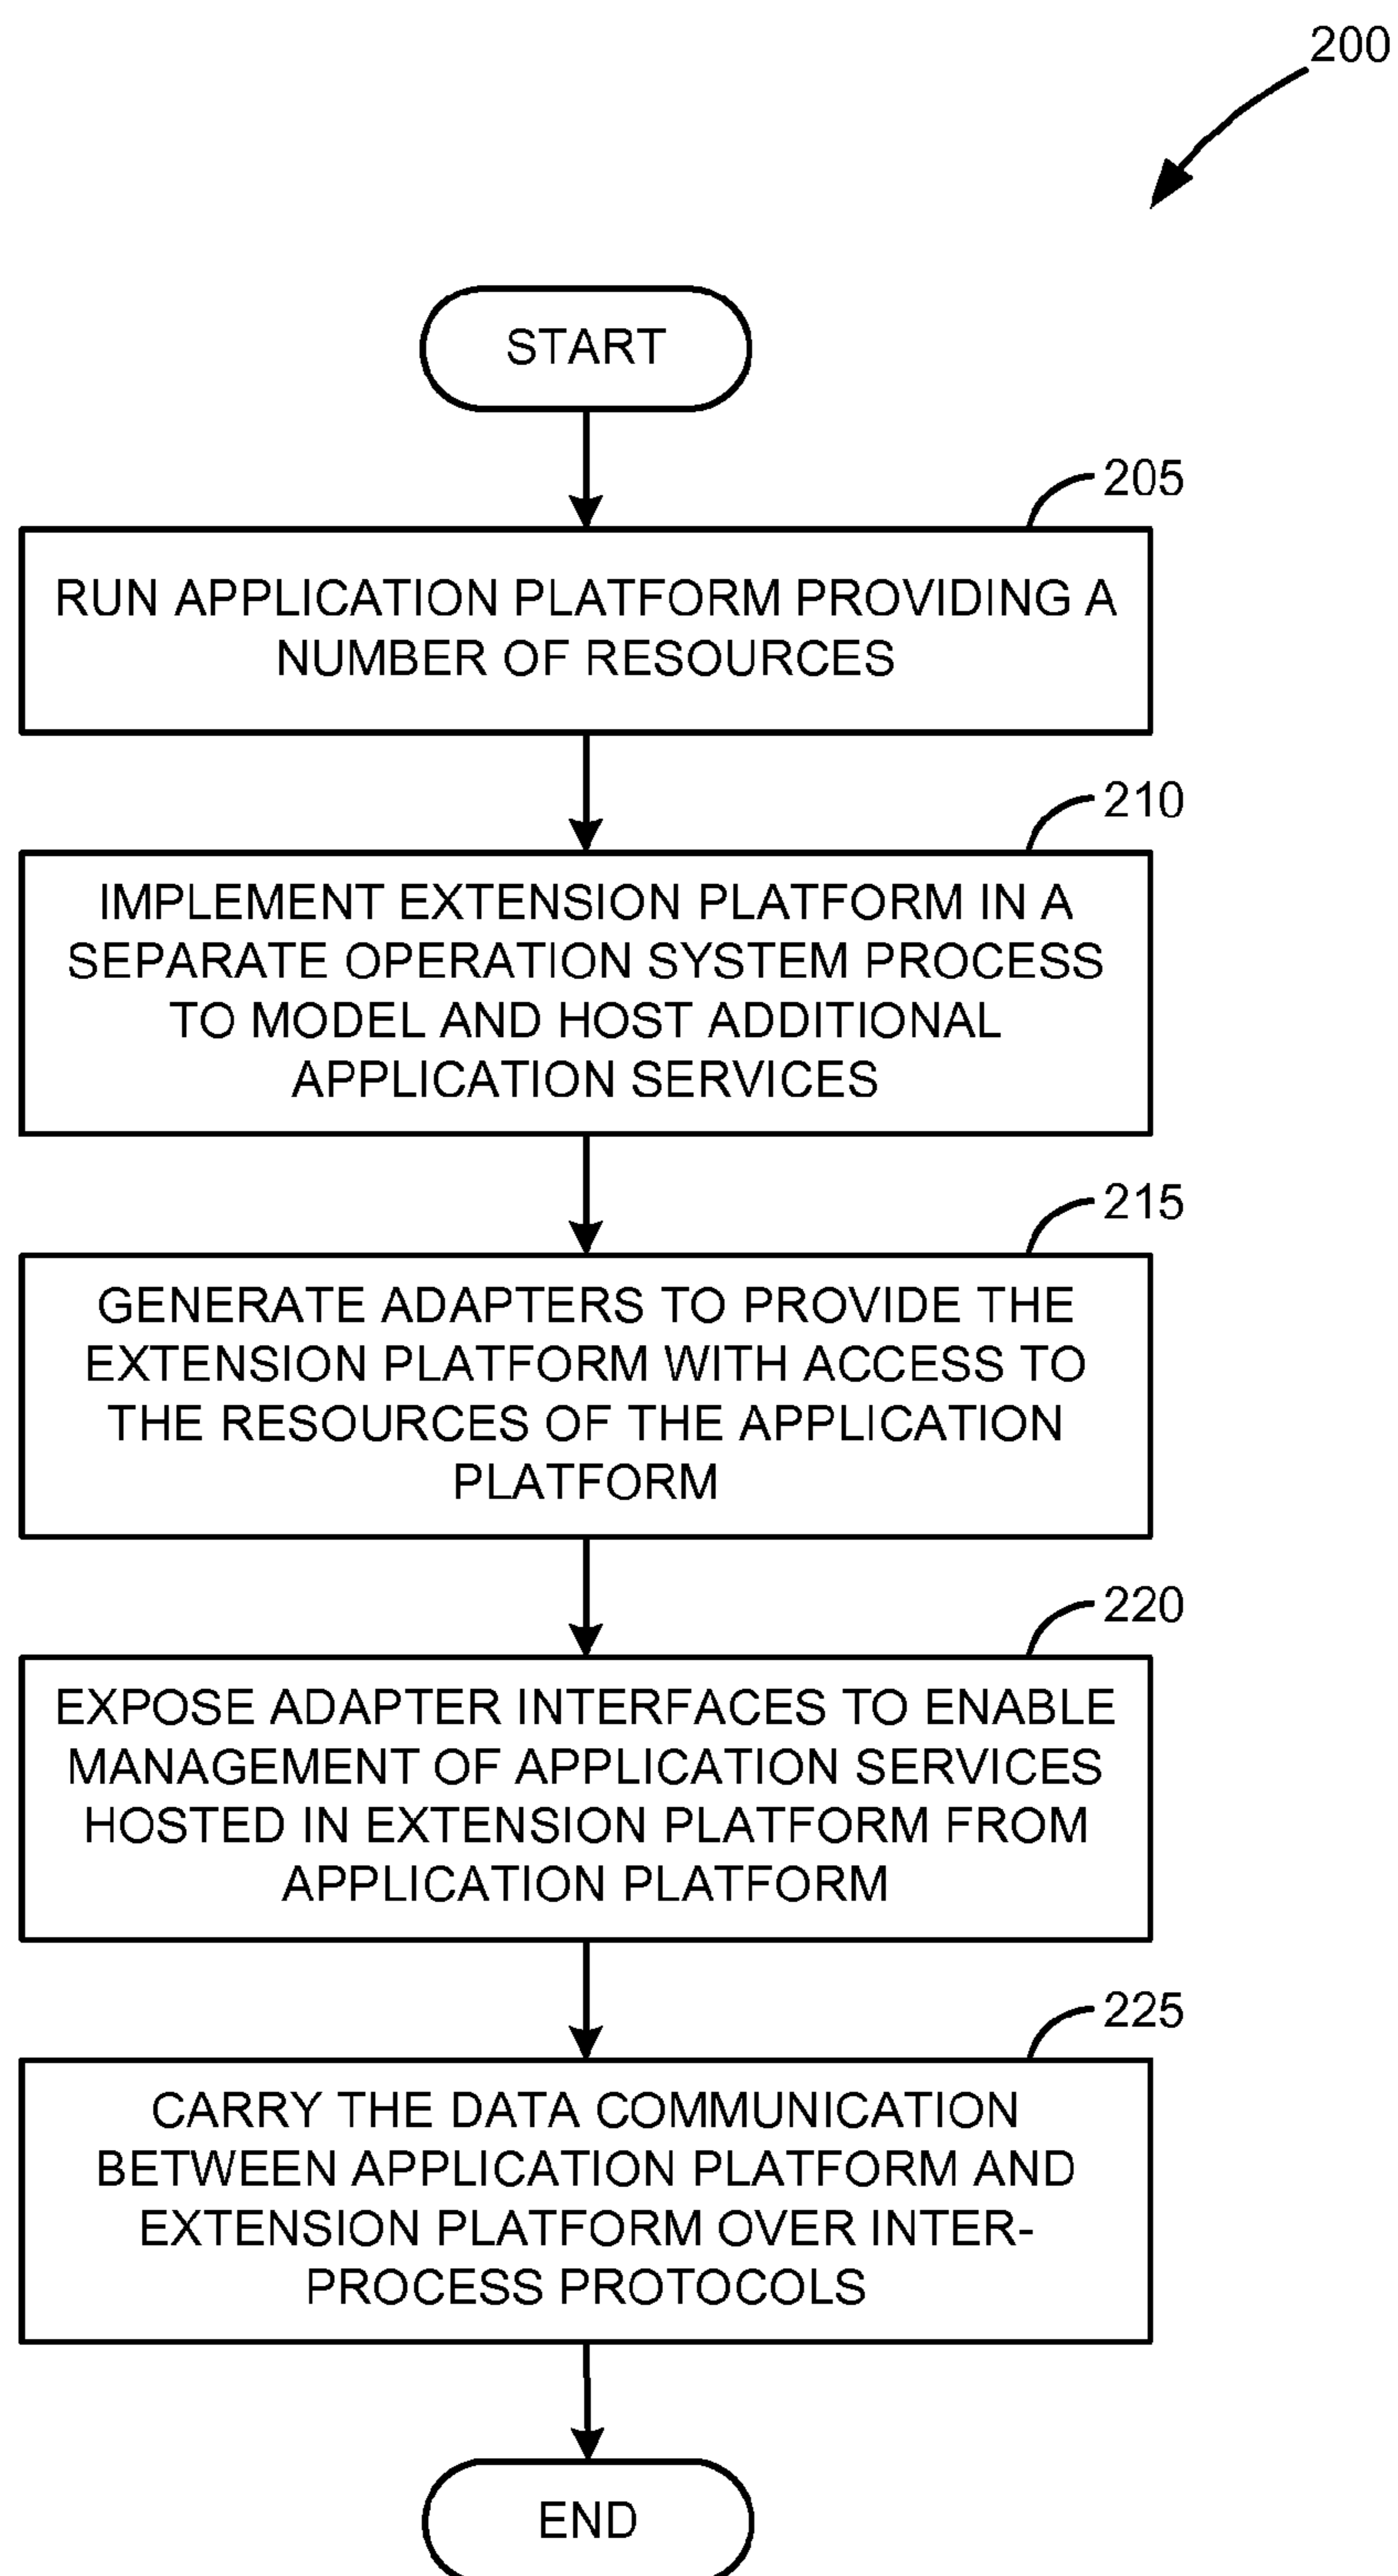 200
START
205
RUN APPLICATION PLATFORM PROVIDING A
NUMBER OF RESOURCES
210
IMPLEMENT EXTENSION PLATFORM IN A
SEPARATE OPERATION SYSTEM PROCESS
TO MODEL AND HOST ADDITIONAL
APPLICATION SERVICES
215
GENERATE ADAPTERS TO PROVIDE THE
EXTENSION PLATFORM WITH ACCESS TO
THE RESOURCES OF THE APPLICATION
PLATFORM
220
EXPOSE ADAPTER INTERFACES TO ENABLE
MANAGEMENT OF APPLICATION SERVICES
HOSTED IN EXTENSION PLATFORM FROM
APPLICATION PLATFORM
225
CARRY THE DATA COMMUNICATION
BETWEEN APPLICATION PLATFORM AND
EXTENSION PLATFORM OVER INTER-
PROCESS PROTOCOLS
END